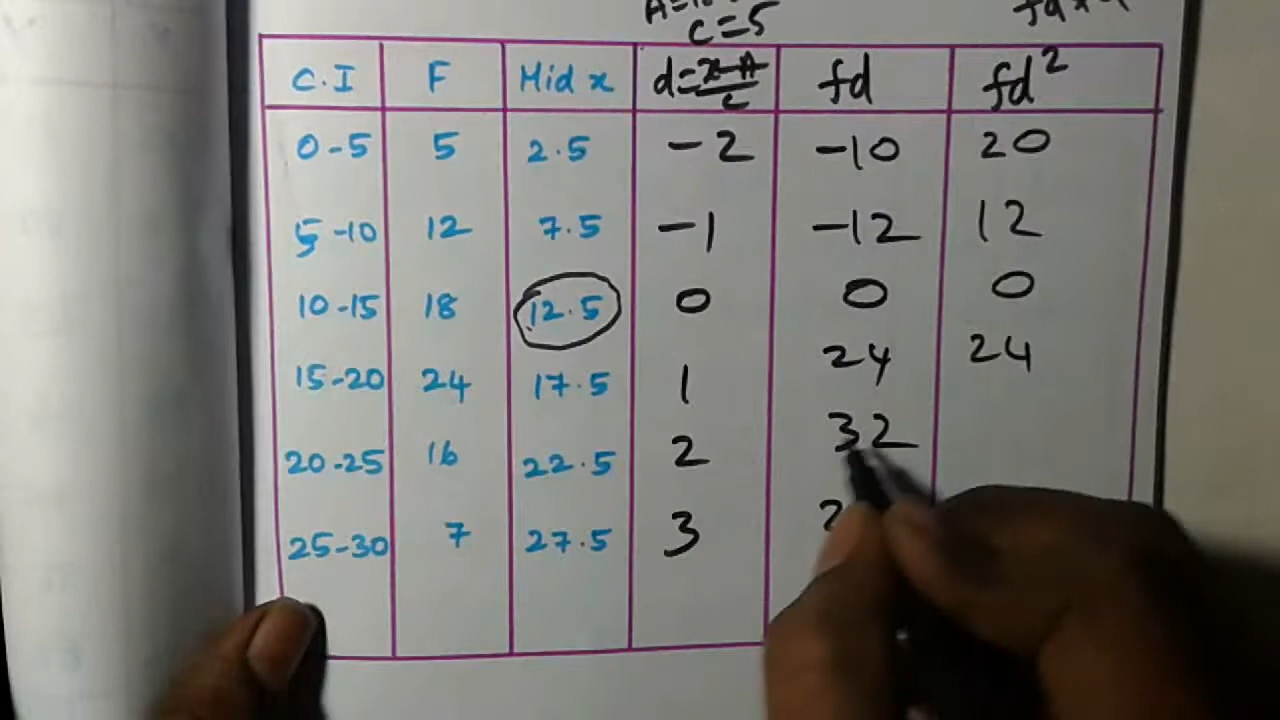 C=5
C.I F Mid x d=x-A/c fd fd²
0-5 5 2.5 -2 -10 20
5-10 12 7.5 -1 -12 12
10-15 18 12.5 0 0 0
15-20 24 17.5 1 24 24
20-25 16 22.5 2 32
25-30 7 27.5 3